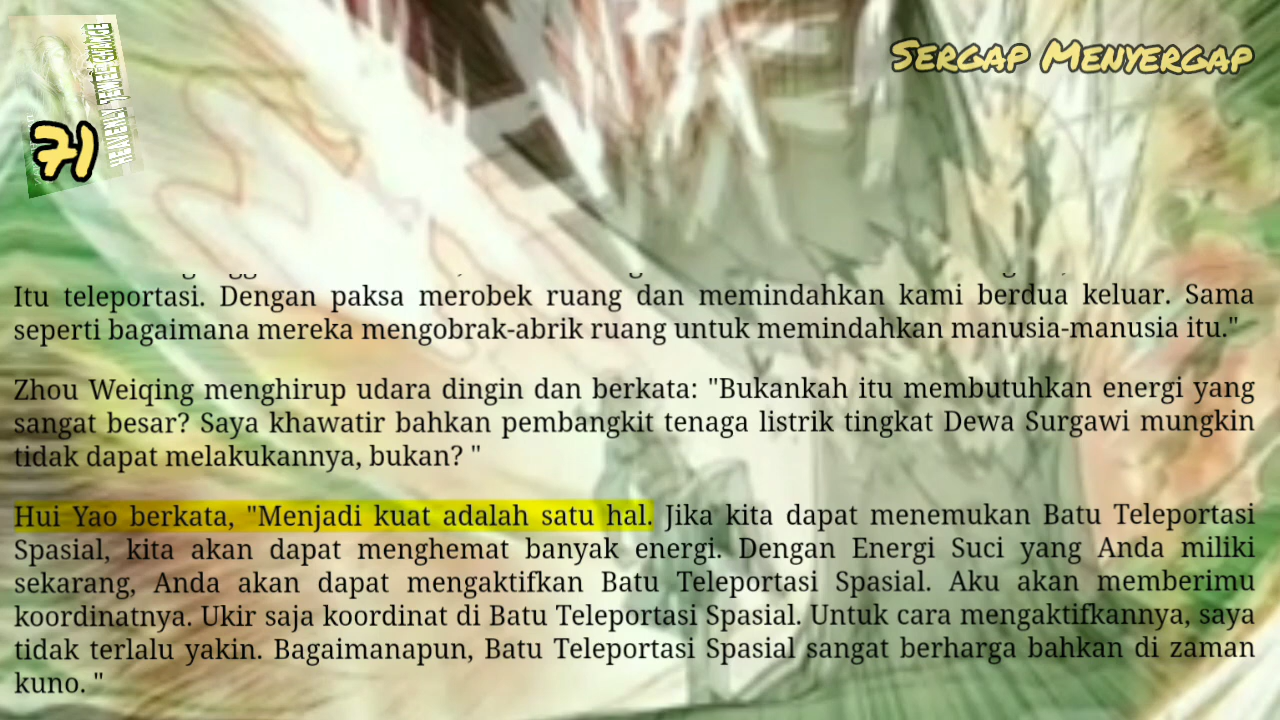 HEAVENLY JEWEL CHANGE
71
Sergap Menyergap
Itu teleportasi. Dengan paksa merobek ruang dan memindahkan kami berdua keluar. Sama
seperti bagaimana mereka mengobrak-abrik ruang untuk memindahkan manusia-manusia itu."
Zhou Weiqing menghirup udara dingin dan berkata: "Bukankah itu membutuhkan energi yang
sangat besar? Saya khawatir bahkan pembangkit tenaga listrik tingkat Dewa Surgawi mungkin
tidak dapat melakukannya, bukan? "
Hui Yao berkata, "Menjadi kuat adalah satu hal. Jika kita dapat menemukan Batu Teleportasi
Spasial, kita akan dapat menghemat banyak energi. Dengan Energi Suci yang Anda miliki
sekarang, Anda akan dapat mengaktifkan Batu Teleportasi Spasial. Aku akan memberimu
koordinatnya. Ukir saja koordinat di Batu Teleportasi Spasial. Untuk cara mengaktifkannya, saya
tidak terlalu yakin. Bagaimanapun, Batu Teleportasi Spasial sangat berharga bahkan di zaman
kuno. "